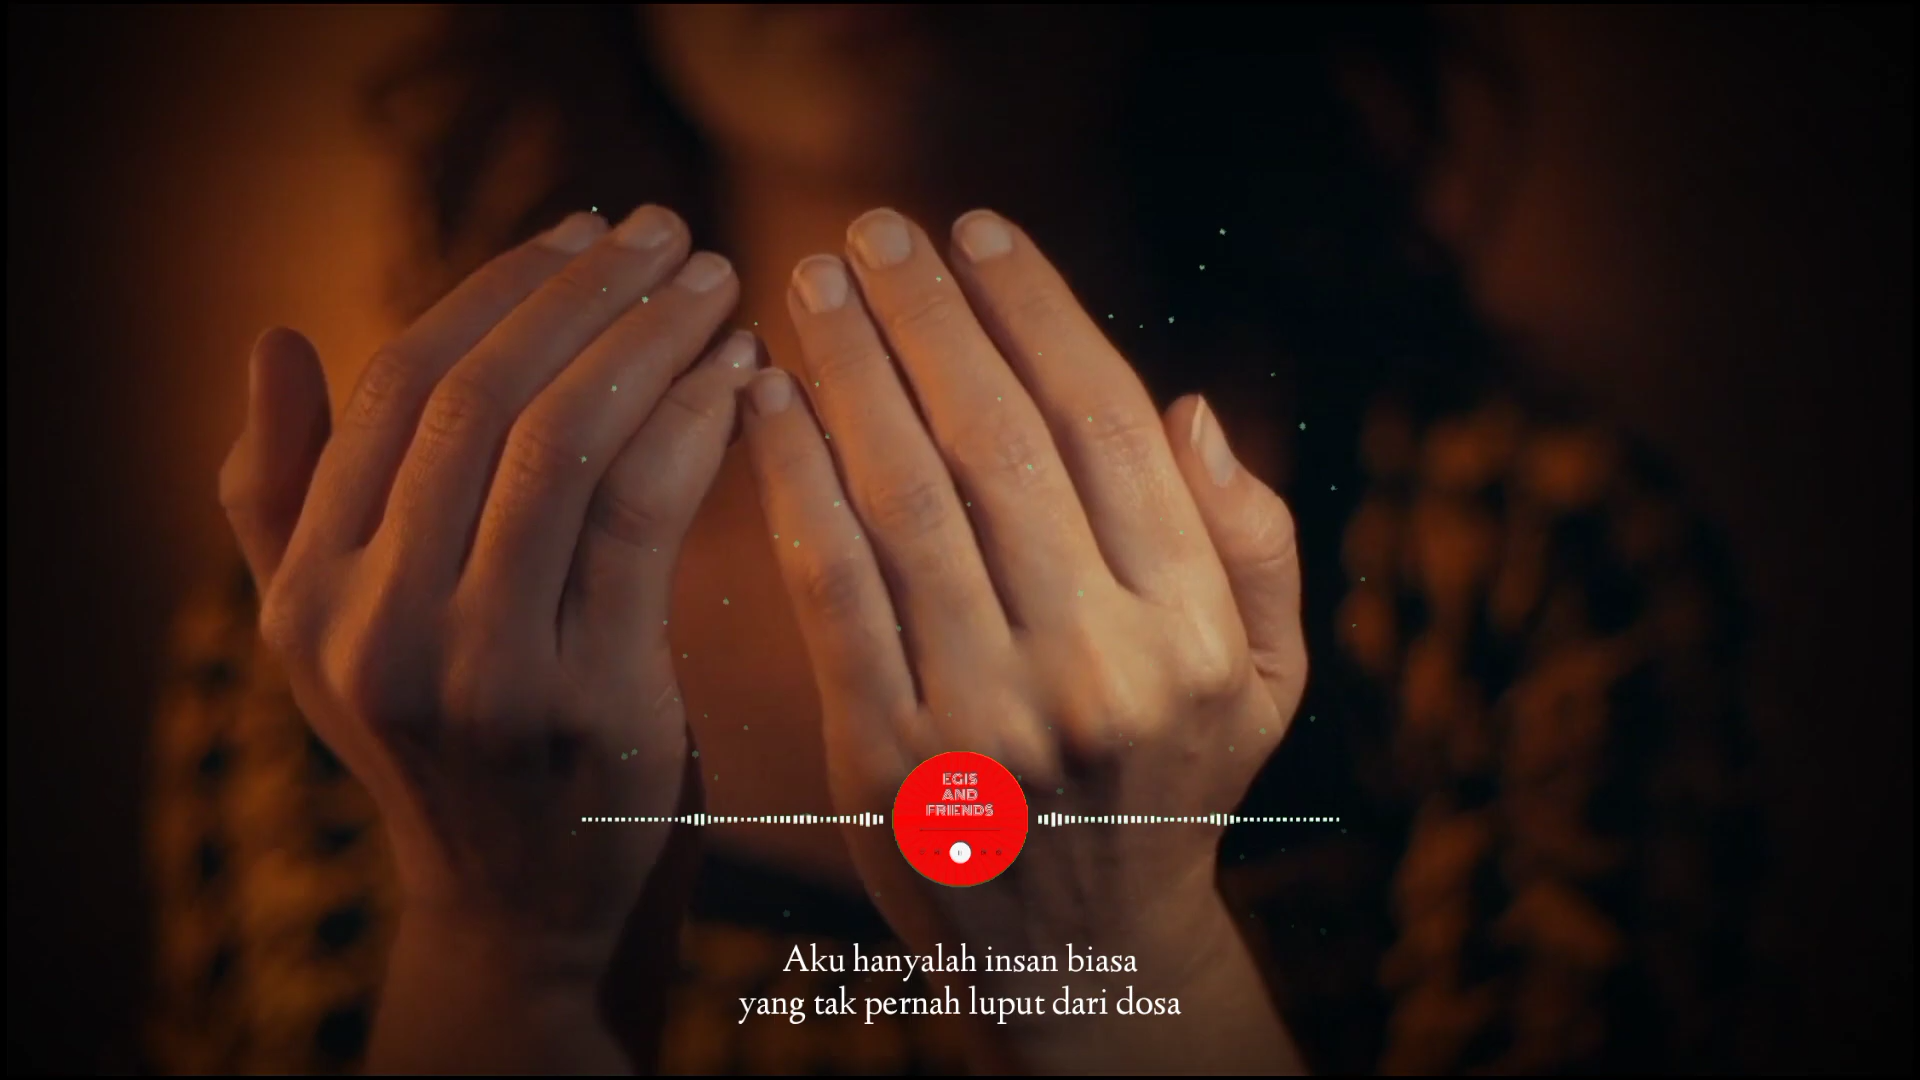 EGIS
AND
FRIENDS
Aku hanyalah insan biasa
yang tak pernah luput dari dosa